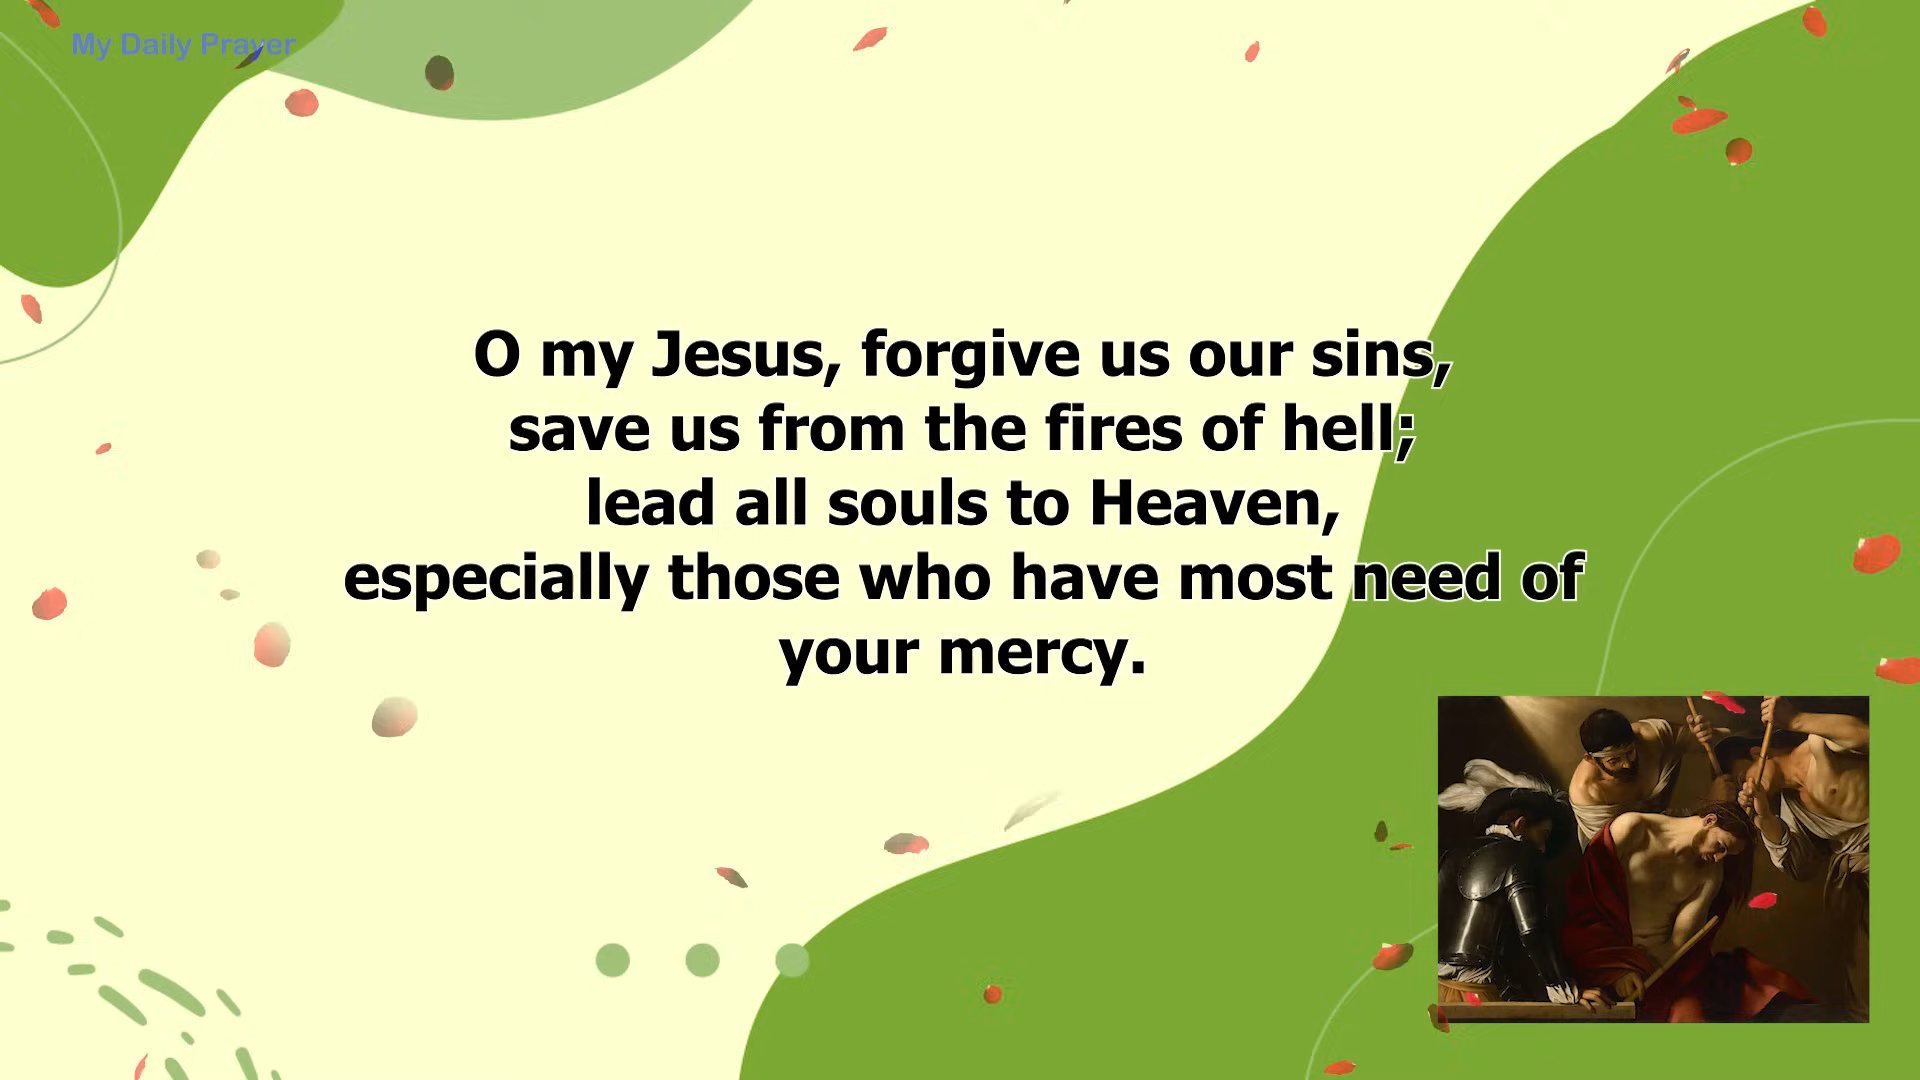 My Daily Prayer
O my Jesus, forgive us our sins,
save us from the fires of hell;
lead all souls to Heaven,
especially those who have most need of
your mercy.